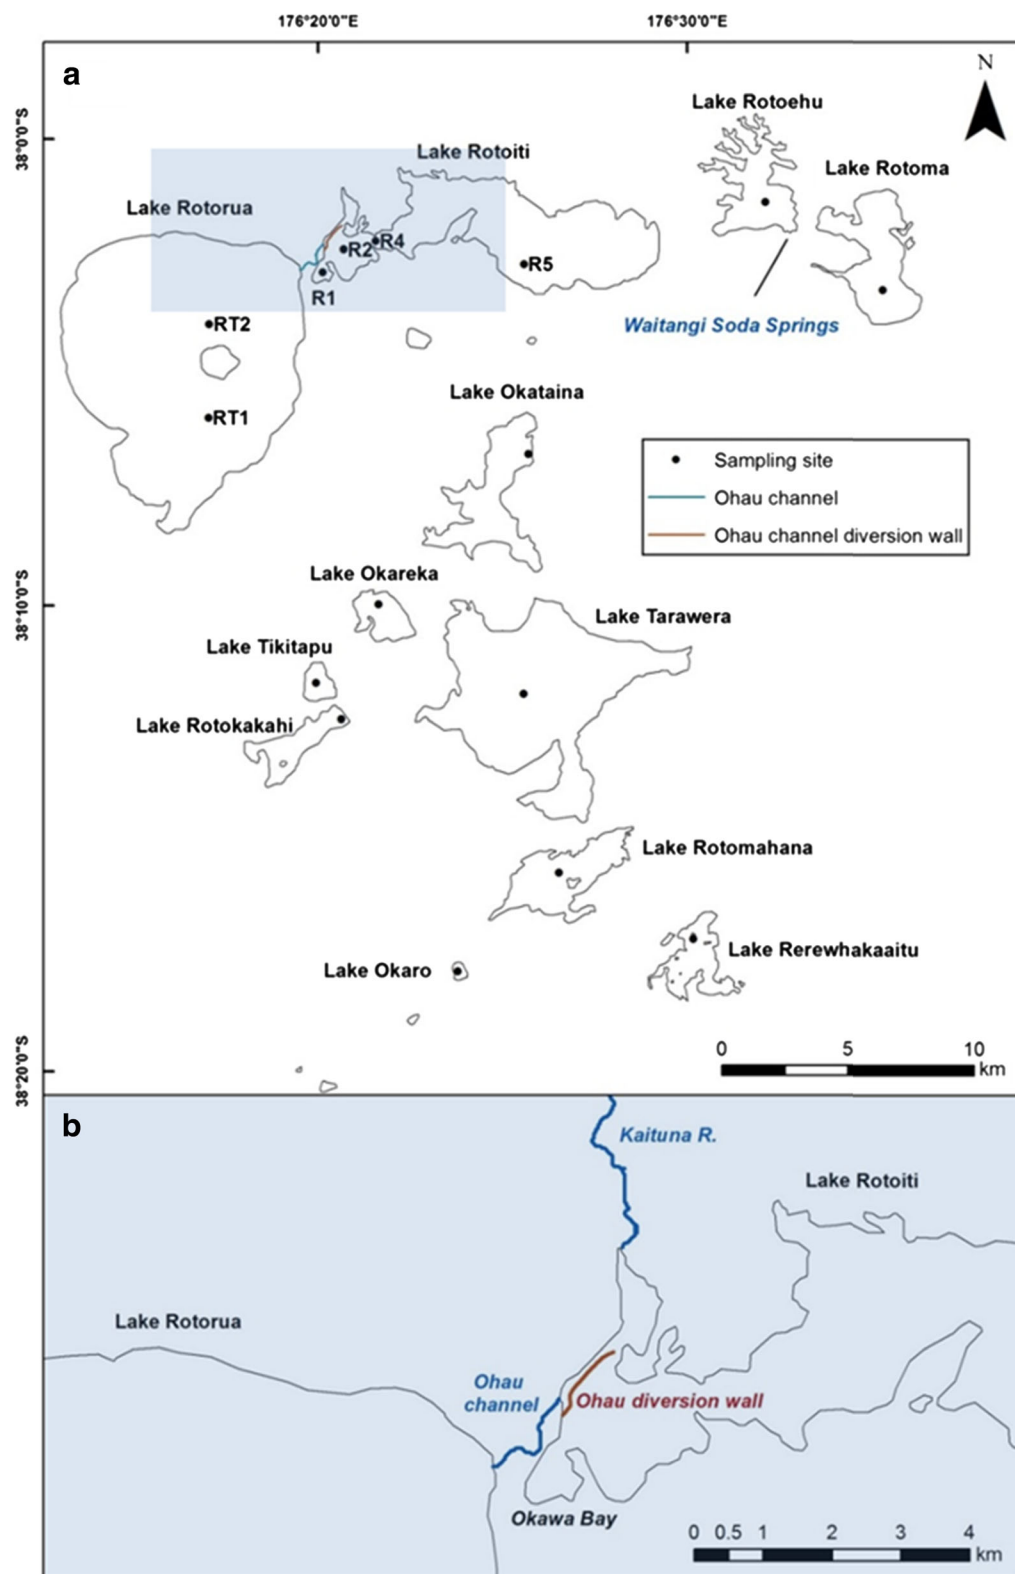 176°20'0"E
176°30'0"E
a
N
38°0'0"S
Lake Rotoehu
Lake Rotoiti
Lake Rotoma
Lake Rotorua
R4
R2
R5
R1
RT2
Waitangi Soda Springs
Lake Okataina
RT1
Sampling site
Ohau channel
Ohau channel diversion wall
Lake Okareka
38°10'0"S
Lake Tarawera
Lake Tikitapu
Lake Rotokakahi
Lake Rotomahana
Lake Rerewhakaaitu
Lake Okaro
0 5 10
km
38°20'0"S
b
Kaituna R.
Lake Rotoiti
Lake Rotorua
Ohau
channel
Ohau diversion wall
Okawa Bay
0 0.5 1 2 3 4
km